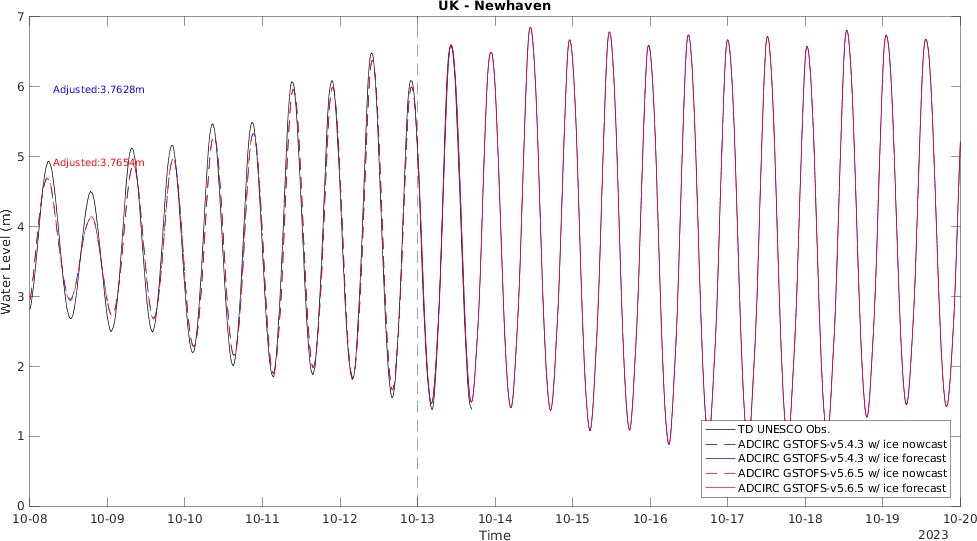 UK - Newhaven
7
6
5
4
3
2
1
0
Water Level (m)
Adjusted:3.7628m
Adjusted:3.7654m
TD UNESCO Obs.
ADCIRC GSTOFS-v5.4.3 w/ ice nowcast
ADCIRC GSTOFS-v5.4.3 w/ ice forecast
ADCIRC GSTOFS-v5.6.5 w/ ice nowcast
ADCIRC GSTOFS-v5.6.5 w/ ice forecast
10-08 10-09 10-10 10-11 10-12 10-13 10-14 10-15 10-16 10-17 10-18 10-19 10-20
Time
2023